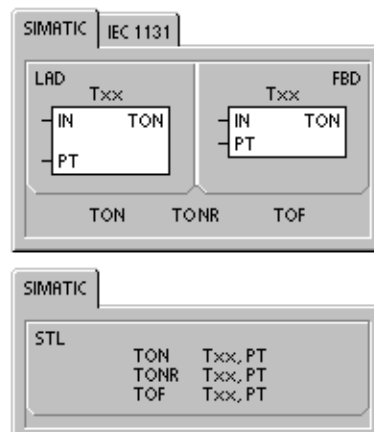 SIMATIC IEC 1131
LAD FBD
Txx Txx
IN TON IN TON
PT PT
TON TONR TOF
SIMATIC
STL
TON Txx, PT
TONR Txx, PT
TOF Txx, PT